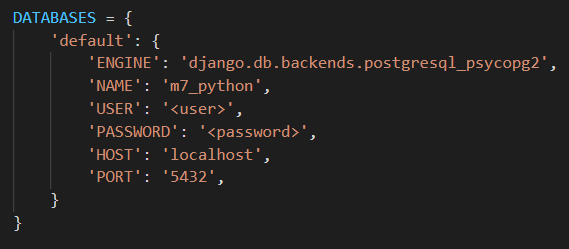 DATABASES = {
    'default': {
        'ENGINE': 'django.db.backends.postgresql_psycopg2',
        'NAME': 'm7_python',
        'USER': '<user>',
        'PASSWORD': '<password>',
        'HOST': 'localhost',
        'PORT': '5432',
    }
}